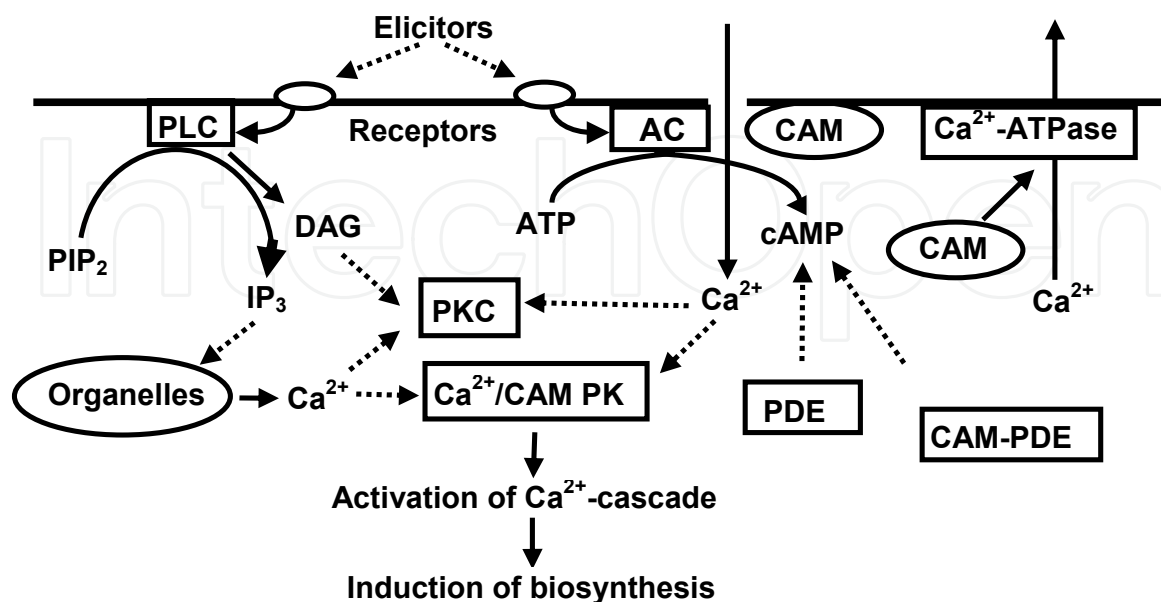 Elicitors
PLC
Receptors
AC
CAM
Ca²⁺-ATPase
PIP₂
DAG
ATP
cAMP
CAM
IP₃
PKC
Ca²⁺
Ca²⁺
Organelles
Ca²⁺
Ca²⁺/CAM PK
PDE
CAM-PDE
Activation of Ca²⁺-cascade
Induction of biosynthesis
IntechOpen